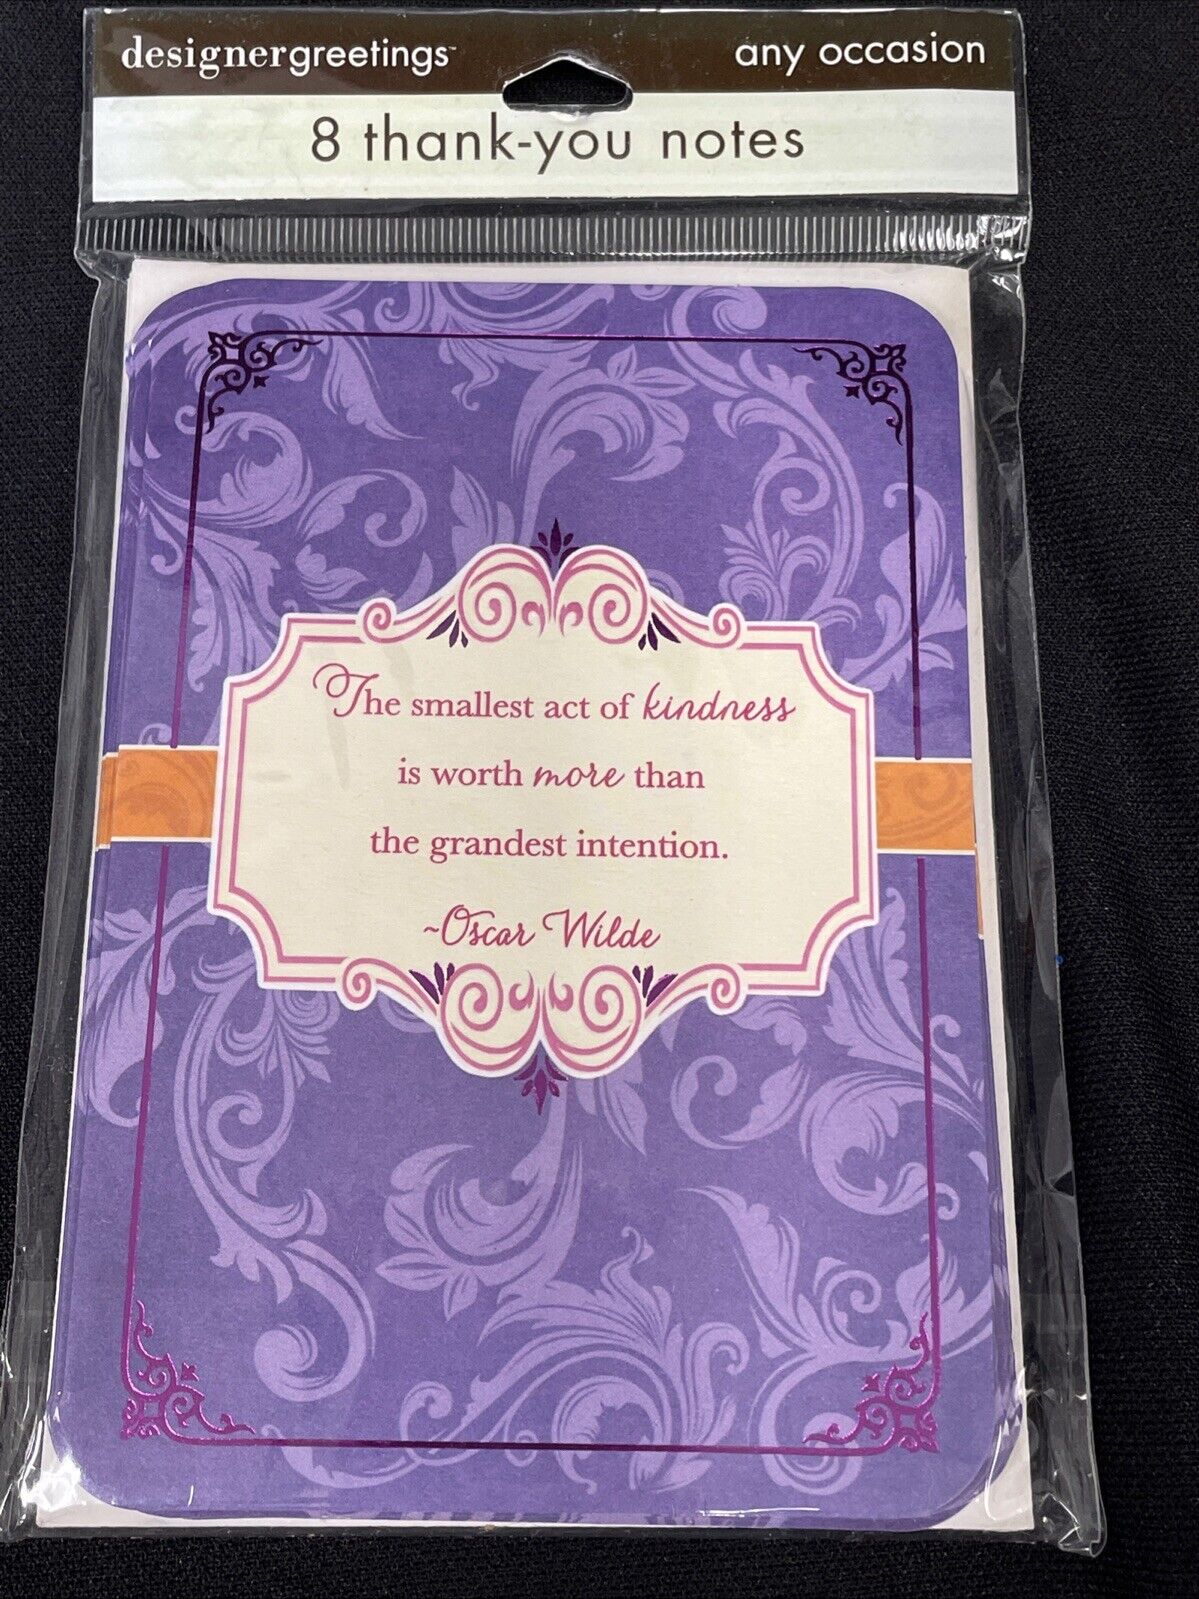 designergreetings™
any occasion
8 thank-you notes
The smallest act of kindness
is worth more than
the grandest intention.
~Oscar Wilde